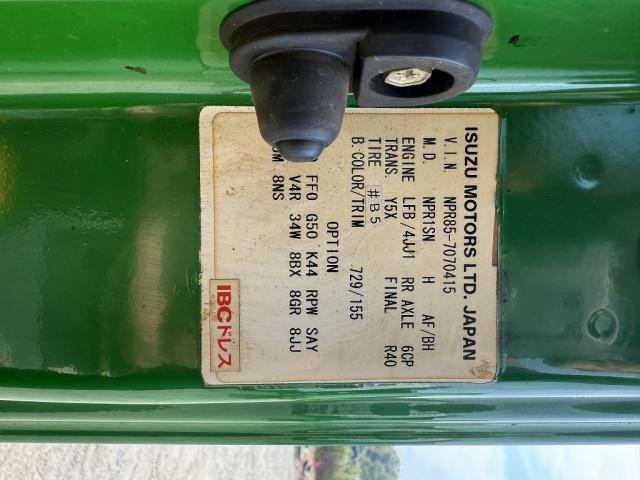 ISUZU MOTORS LTD. JAPAN
V.I.N. NPR85-7070415
M.D. NPR1SN H AF/BH
ENGINE LFB/4JJ1 RR AXLE 6CP
TRANS. Y5X FINAL R40
TIRE #B5
B.COLOR/TRIM 729/155
OPTION
FF0 G50 K44 RPW SAY
V4R 34W 8BX 8GR 8JJ
8NS
IBCドレス